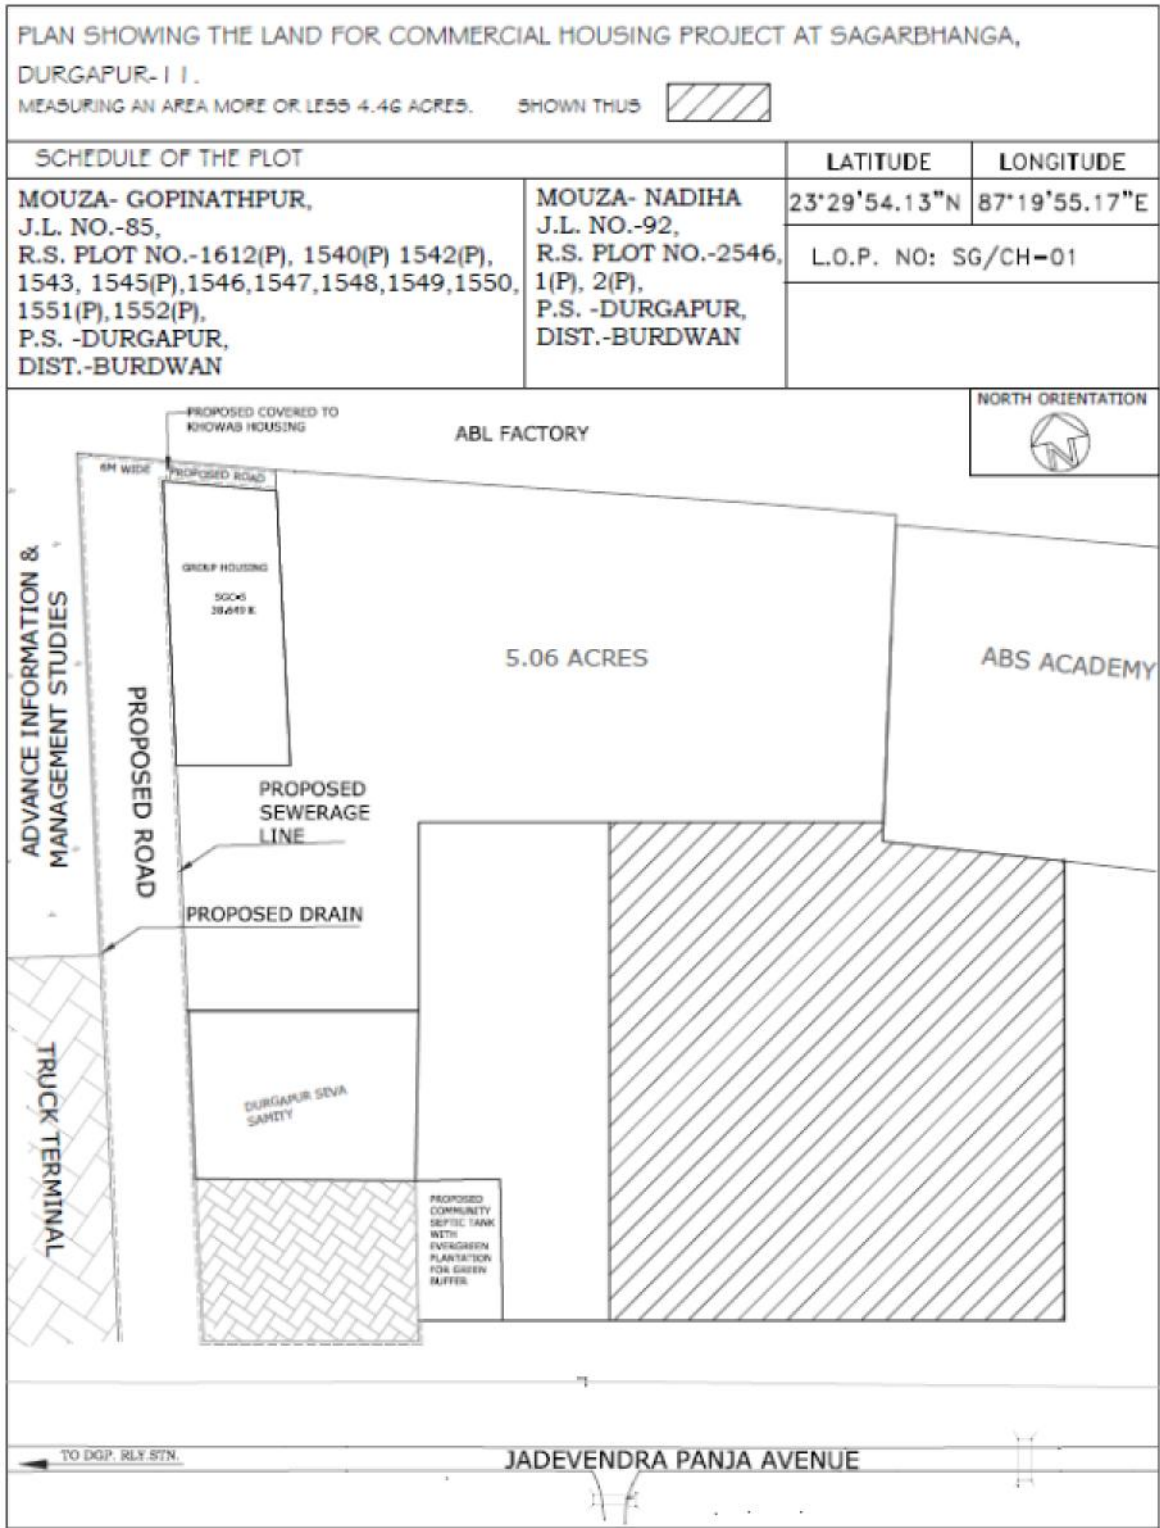 PLAN SHOWING THE LAND FOR COMMERCIAL HOUSING PROJECT AT SAGARBHANGA,
DURGAPUR-11.
MEASURING AN AREA MORE OR LESS 4.46 ACRES. SHOWN THUS
SCHEDULE OF THE PLOT
LATITUDE
LONGITUDE
MOUZA- GOPINATHPUR,
J.L. NO.-85,
R.S. PLOT NO.-1612(P), 1540(P) 1542(P),
1543, 1545(P),1546,1547,1548,1549,1550,
1551(P),1552(P),
P.S. -DURGAPUR,
DIST.-BURDWAN
MOUZA- NADIHA
J.L. NO.-92,
R.S. PLOT NO.-2546,
1(P), 2(P),
P.S. -DURGAPUR,
DIST.-BURDWAN
23°29'54.13"N
87°19'55.17"E
L.O.P. NO: SG/CH-01
NORTH ORIENTATION
N
PROPOSED COVERED TO
KHOWAB HOUSING
ABL FACTORY
6M WIDE
PROPOSED ROAD
GROUP HOUSING
ADVANCE INFORMATION &
MANAGEMENT STUDIES
5.06 ACRES
ABS ACADEMY
PROPOSED ROAD
PROPOSED
SEWERAGE
LINE
PROPOSED DRAIN
TRUCK TERMINAL
DURGAPUR SEVA
SAMITY
PROPOSED
COMMUNITY
SEPTIC TANK
WITH
EVERGREEN
PLANTATION
FOR GREEN
BUFFER
TO DGP. RLY.STN.
JADEVENDRA PANJA AVENUE